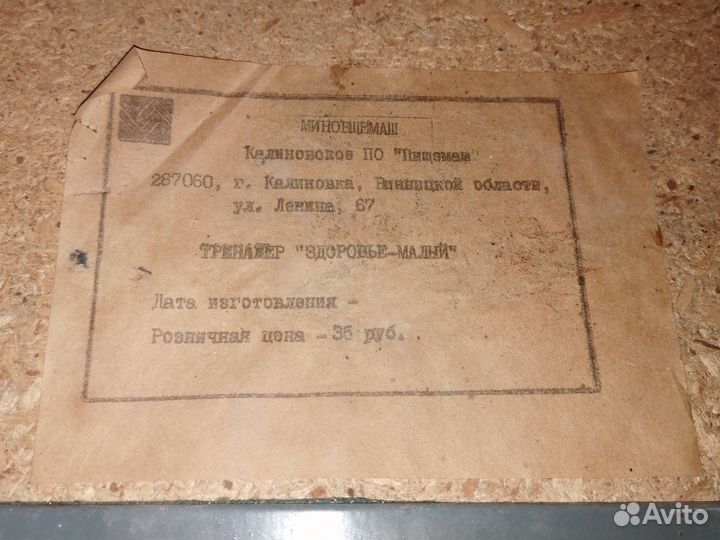 МИНОБЩЕМАШ
Калиновское ПО "Пищемаш"
287060, г. Калиновка, Винницкой области,
ул. Ленина, 67
ТРЕНАЖЕР "ЗДОРОВЬЕ-МАЛЫЙ"
Дата изготовления -
Розничная цена - 35 руб.
Avito